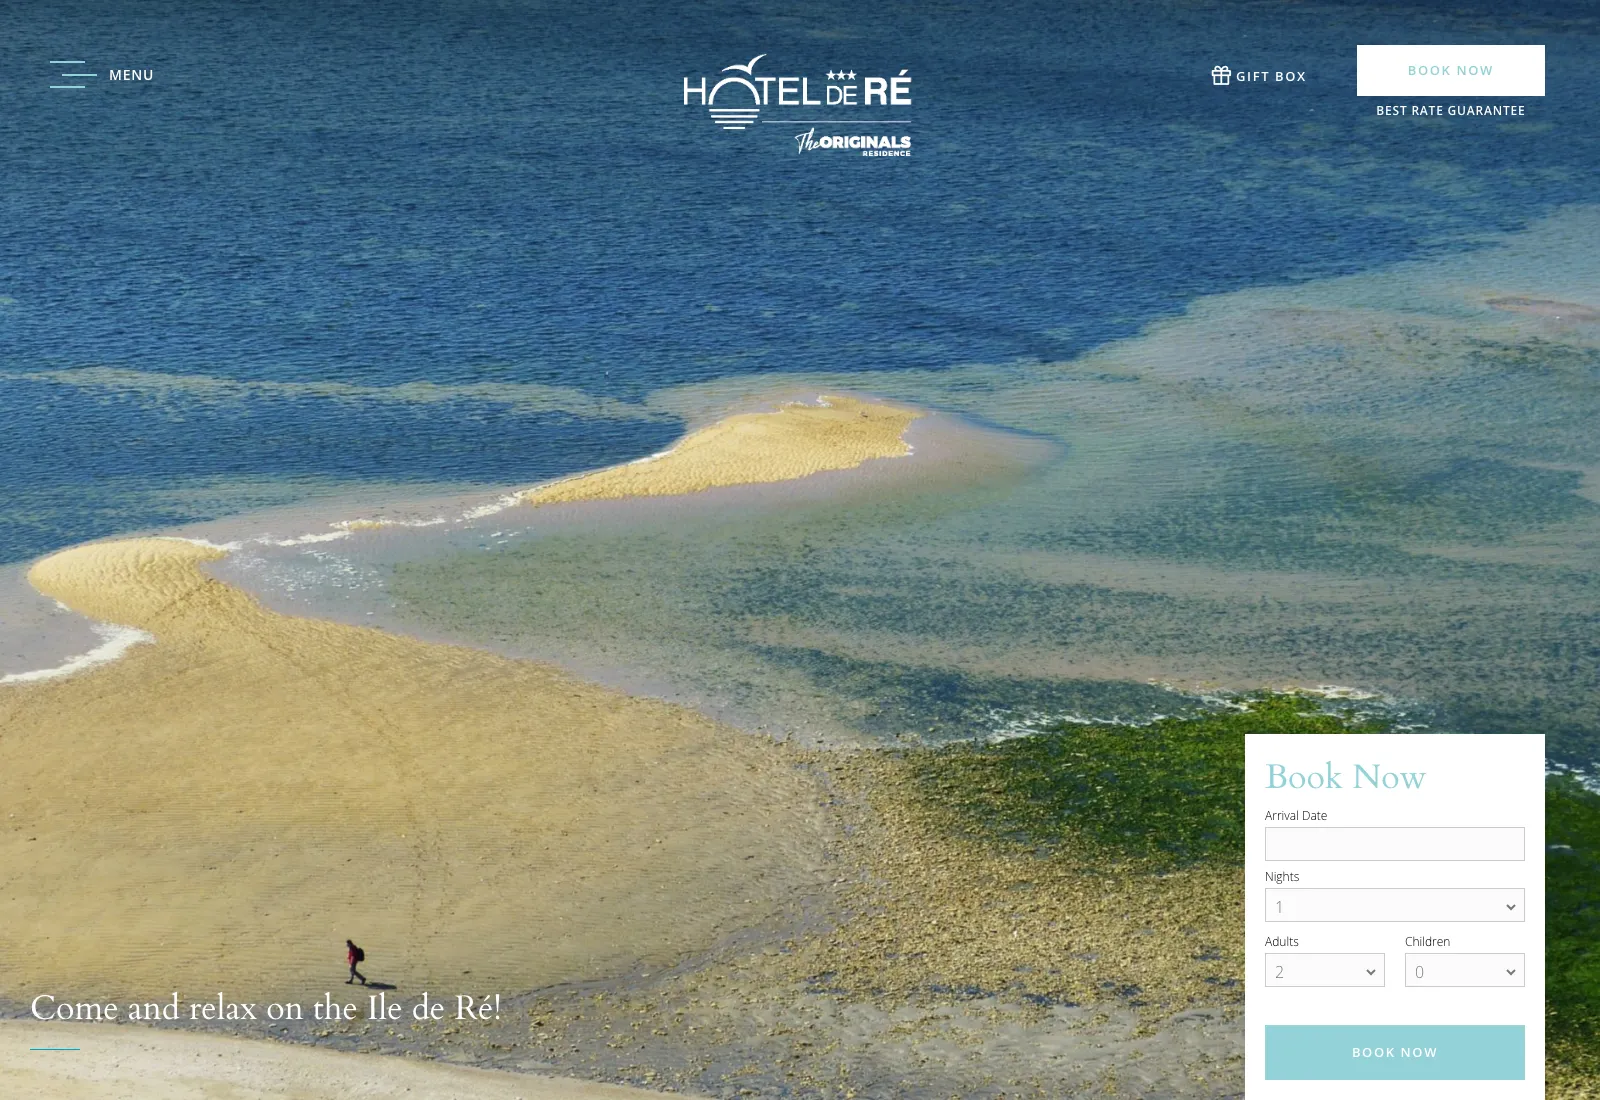 MENU
HOTEL DE RÉ
The ORIGINALS
RESIDENCE
GIFT BOX
BOOK NOW
BEST RATE GUARANTEE
Come and relax on the Ile de Ré!
Book Now
Arrival Date
Nights
1
Adults Children
2 0
BOOK NOW